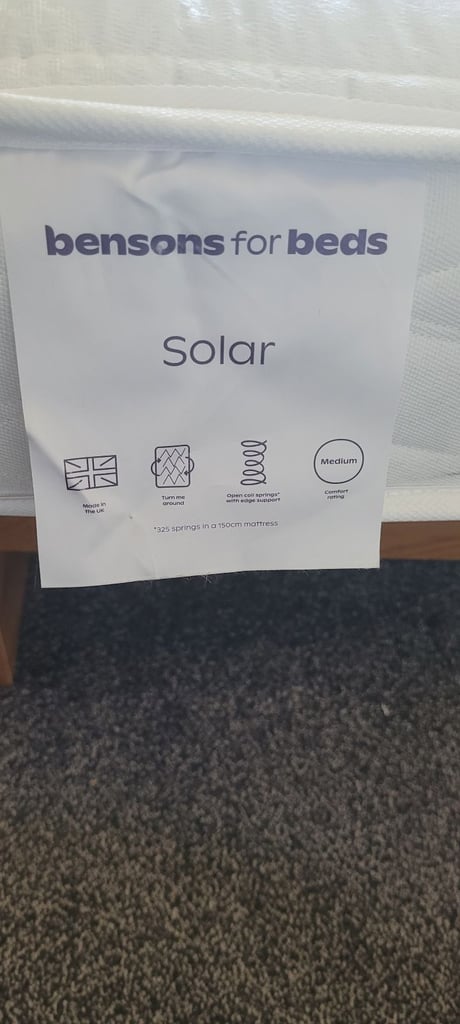 bensons for beds
Solar
Made in
the UK
Turn me
around
Open coil springs*
with edge support
Medium
Comfort
rating
*325 springs in a 150cm mattress